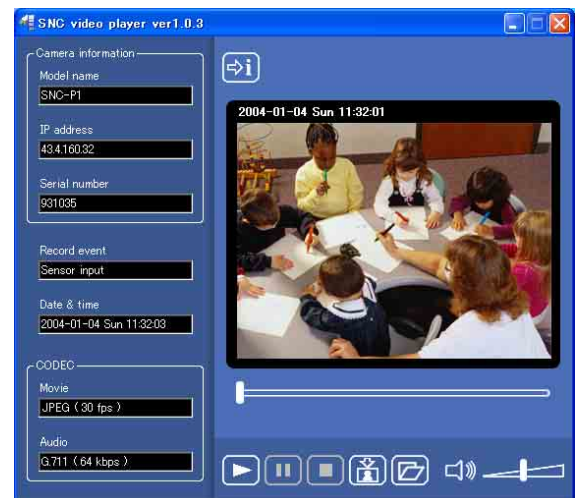 SNC video player ver1.0.3
Camera information
Model name
SNC-P1
IP address
43.4.160.32
Serial number
931035
Record event
Sensor input
Date & time
2004-01-04 Sun 11:32:03
CODEC
Movie
JPEG ( 30 fps )
Audio
G.711 ( 64 kbps )
i
2004-01-04 Sun 11:32:01